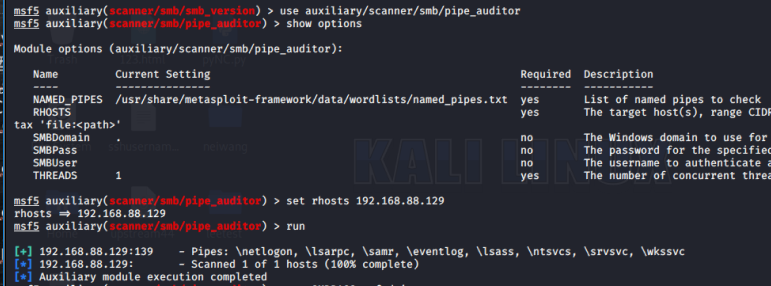 msf5 auxiliary(scanner/smb/smb_version) > use auxiliary/scanner/smb/pipe_auditor
msf5 auxiliary(scanner/smb/pipe_auditor) > show options
Module options (auxiliary/scanner/smb/pipe_auditor):
Name Current Setting Required Description
---- --------------- -------- -----------
NAMED_PIPES /usr/share/metasploit-framework/data/wordlists/named_pipes.txt yes List of named pipes to check
RHOSTS yes The target host(s), range CIDR
tax 'file:<path>'
SMBDomain . no The Windows domain to use for
SMBPass no The password for the specified
SMBUser no The username to authenticate a
THREADS 1 yes The number of concurrent threa
msf5 auxiliary(scanner/smb/pipe_auditor) > set rhosts 192.168.88.129
rhosts => 192.168.88.129
msf5 auxiliary(scanner/smb/pipe_auditor) > run
[+] 192.168.88.129:139 - Pipes: \netlogon, \lsarpc, \samr, \eventlog, \lsass, \ntsvcs, \srvsvc, \wkssvc
[*] 192.168.88.129: - Scanned 1 of 1 hosts (100% complete)
[*] Auxiliary module execution completed
Trash 123.html pyNC.py
sshusernam... neiwang
KALI LINUX